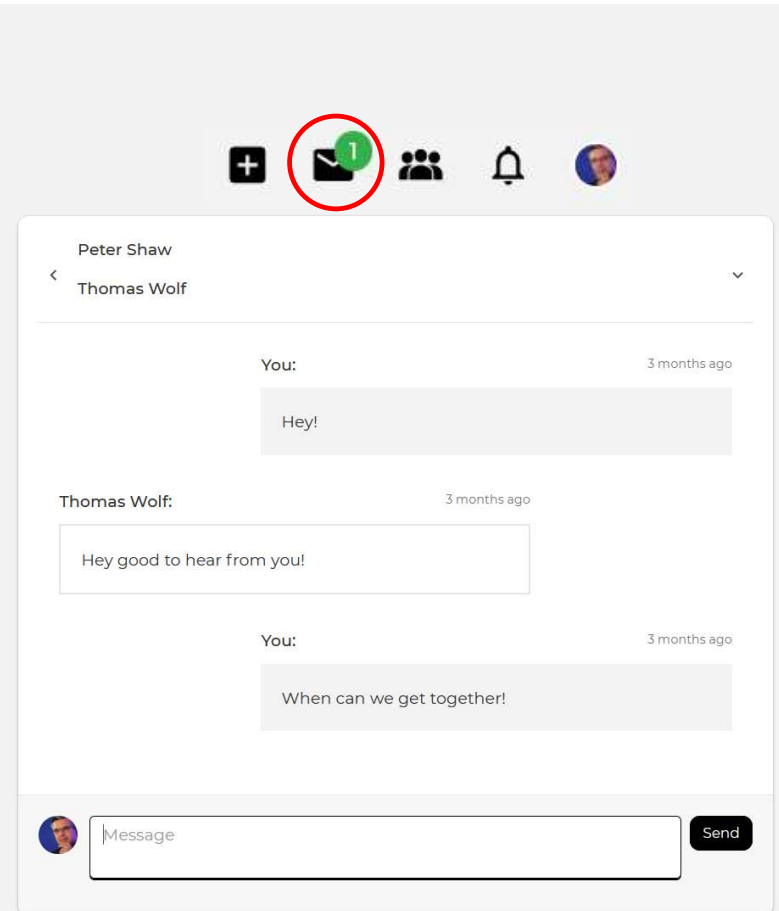 1
Peter Shaw
Thomas Wolf
You:
3 months ago
Hey!
Thomas Wolf:
3 months ago
Hey good to hear from you!
You:
3 months ago
When can we get together!
Message
Send